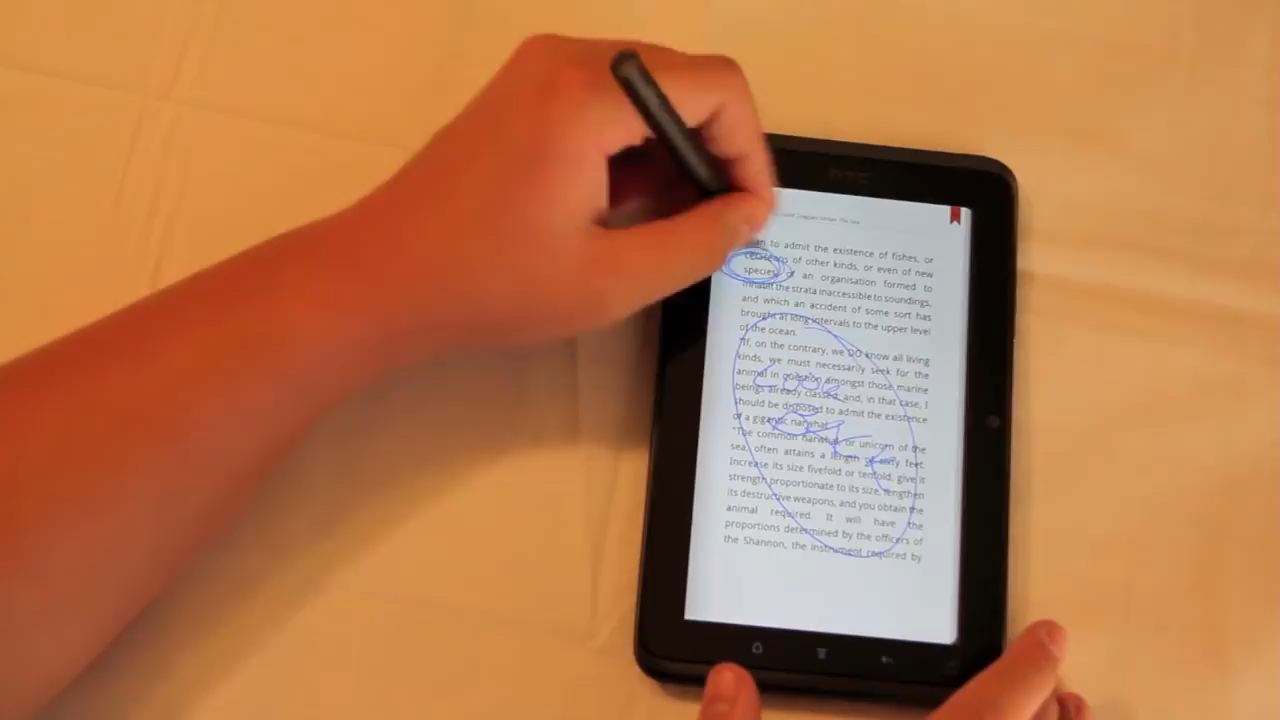 hTC
Leagues Under The Sea
an to admit the existence of fishes, or
cetaceans of other kinds, or even of new
species, of an organisation formed to
inhabit the strata inaccessible to soundings,
and which an accident of some sort has
brought at long intervals to the upper level
of the ocean.
"If, on the contrary, we DO know all living
kinds, we must necessarily seek for the
animal in question amongst those marine
beings already classed; and, in that case, I
should be disposed to admit the existence
of a gigantic narwhal.
"The common narwhal, or unicorn of the
sea, often attains a length of sixty feet.
Increase its size fivefold or tenfold, give it
strength proportionate to its size, lengthen
its destructive weapons, and you obtain the
animal required. It will have the
proportions determined by the officers of
the Shannon, the instrument required by